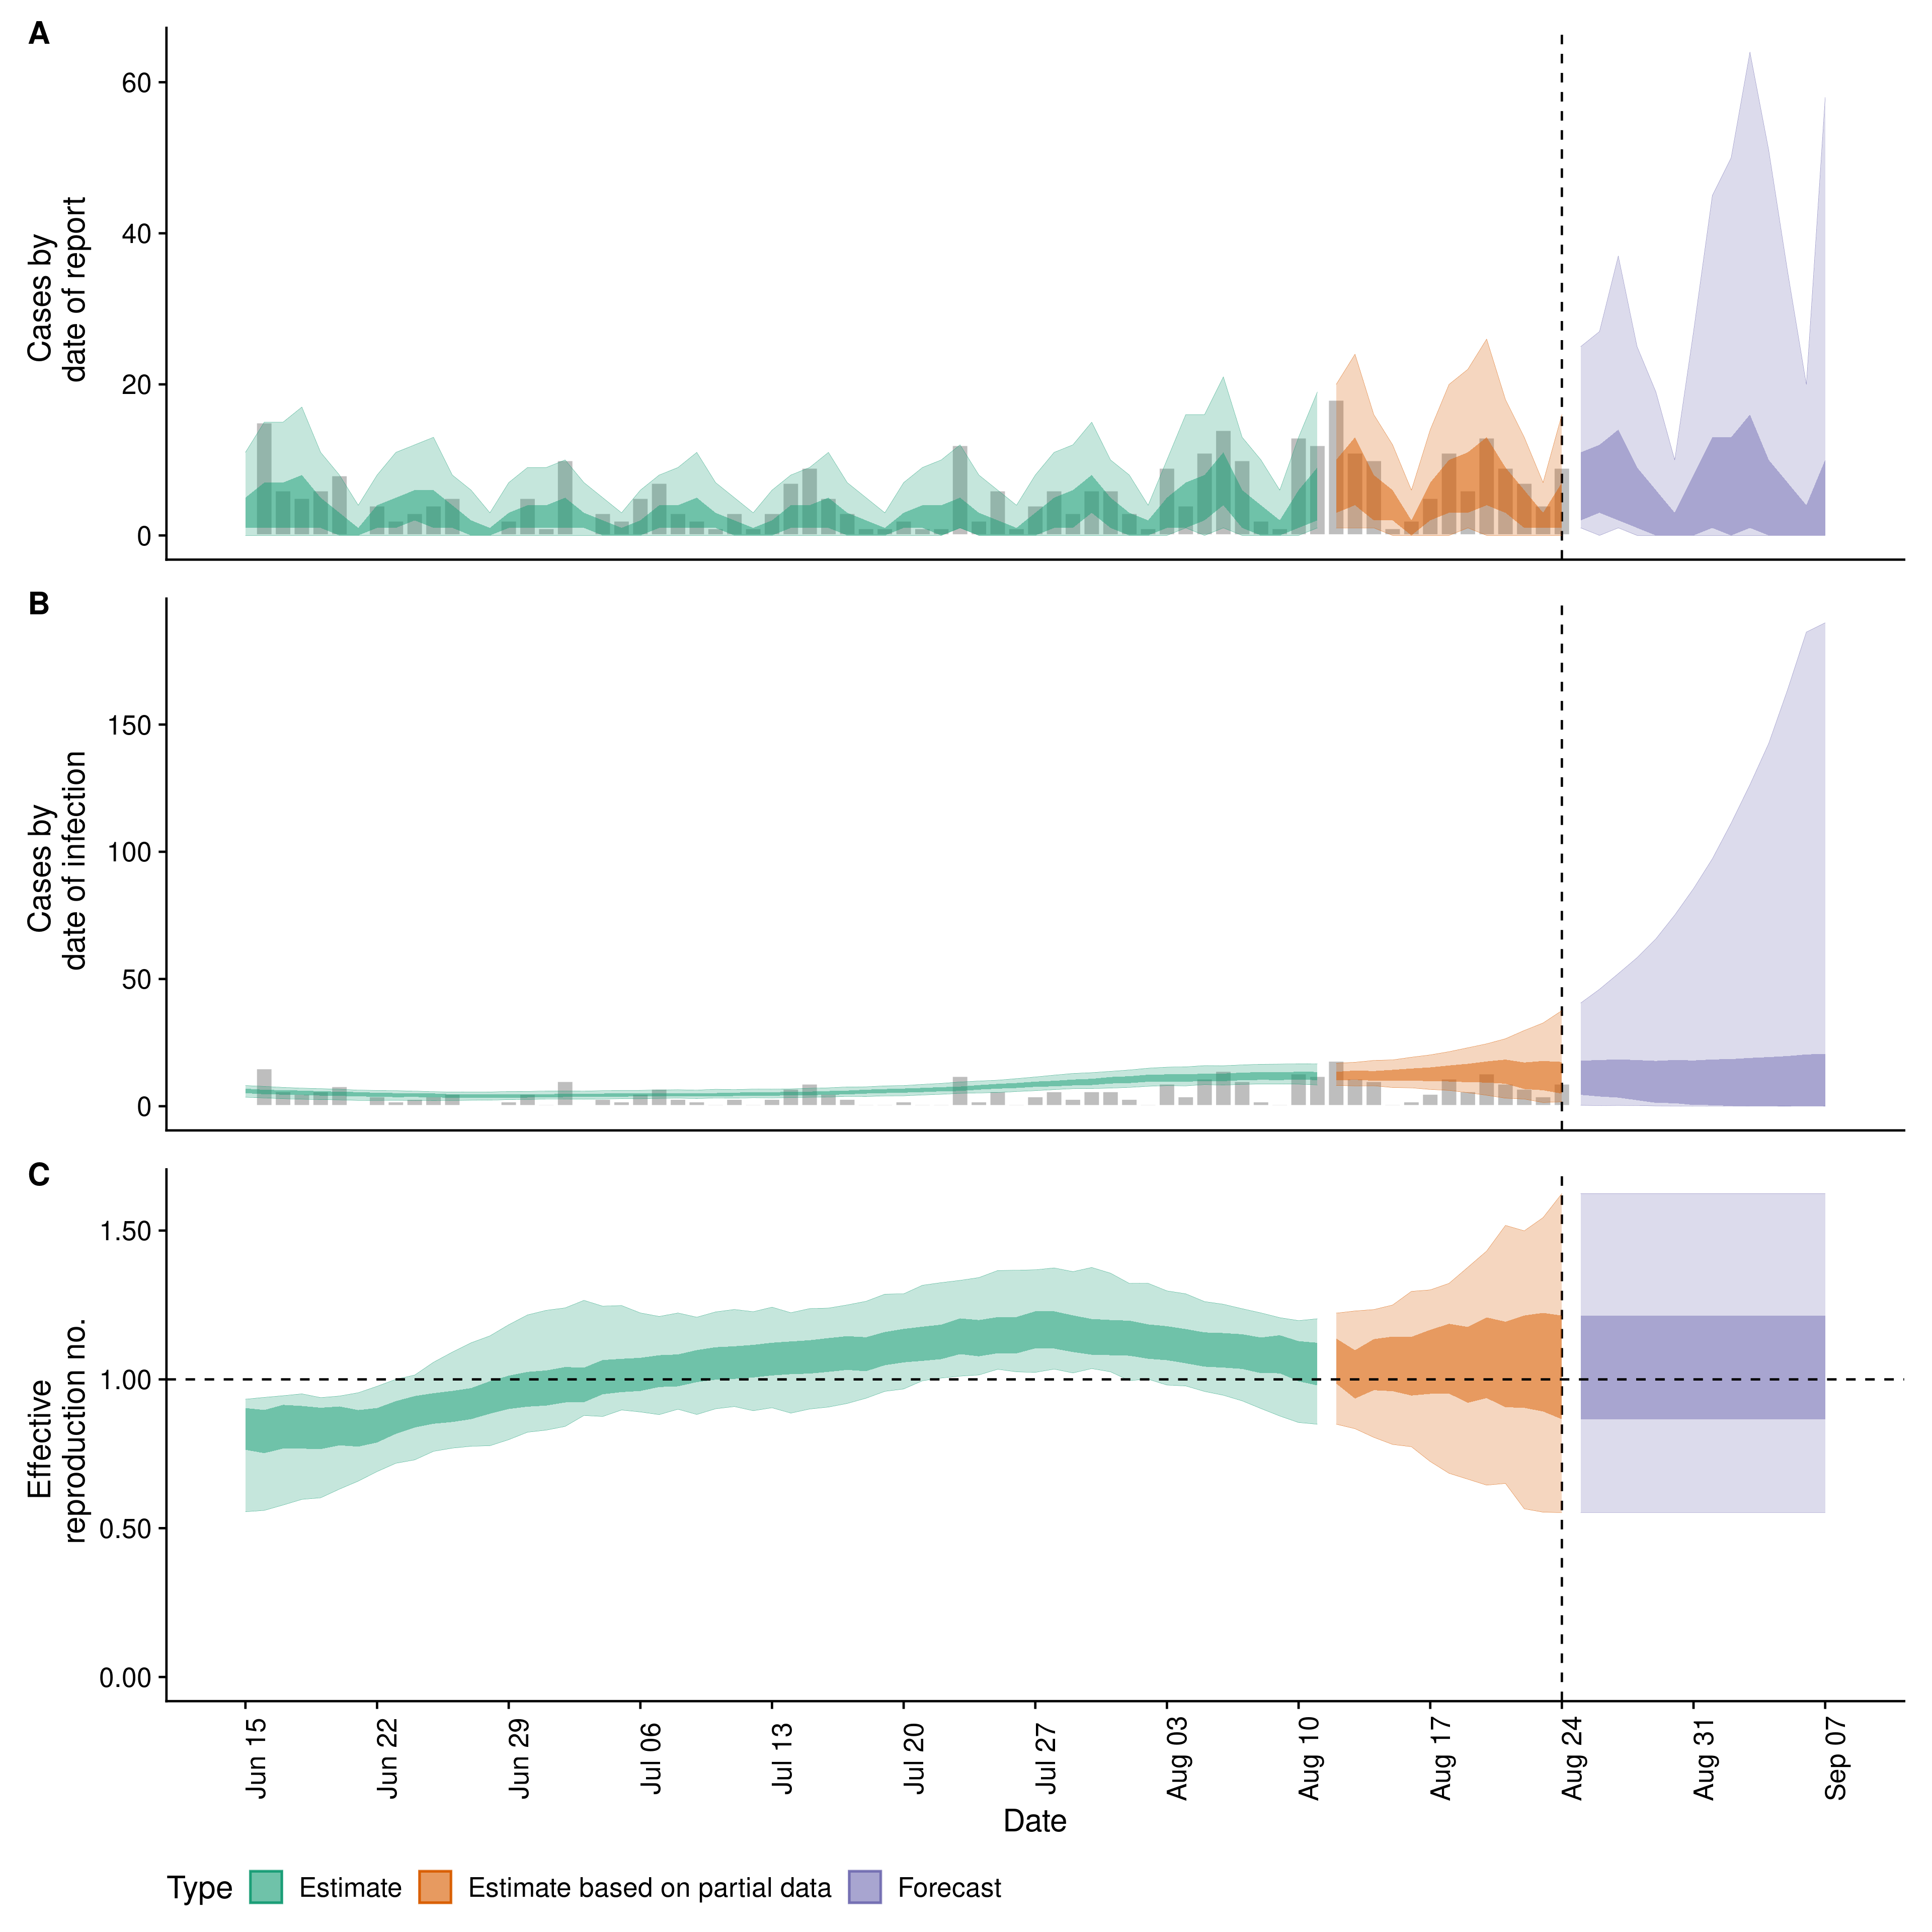 A
60
40
20
0
Cases by
date of report
B
150
100
50
0
Cases by
date of infection
C
1.50
1.00
0.50
0.00
Effective
reproduction no.
Jun 15
Jun 22
Jun 29
Jul 06
Jul 13
Jul 20
Jul 27
Aug 03
Aug 10
Aug 17
Aug 24
Aug 31
Sep 07
Date
Type Estimate Estimate based on partial data Forecast